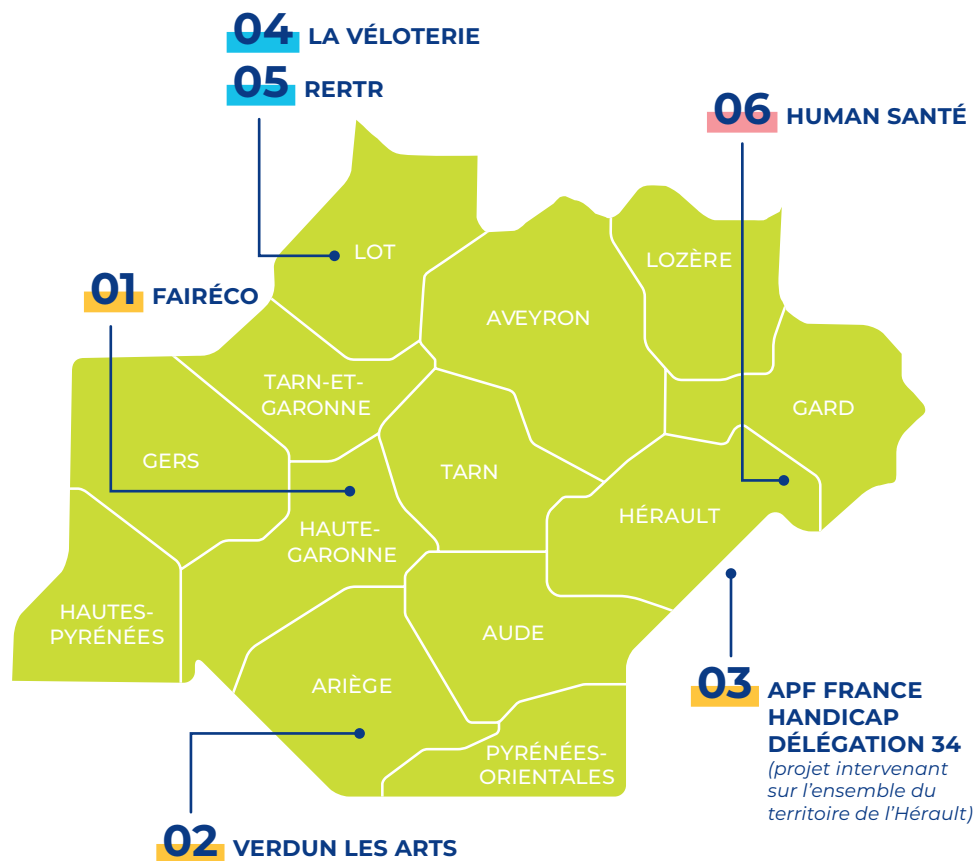 04 LA VÉLOTERIE
05 RERTR
06 HUMAN SANTÉ
LOT
LOZÈRE
01 FAIRÉCO
AVEYRON
TARN-ET-
GARONNE
GARD
GERS
TARN
HÉRAULT
HAUTE-
GARONNE
HAUTES-
PYRÉNÉES
AUDE
ARIÈGE
03 APF FRANCE
HANDICAP
DÉLÉGATION 34
(projet intervenant
sur l'ensemble du
territoire de l'Hérault)
PYRÉNÉES-
ORIENTALES
02 VERDUN LES ARTS